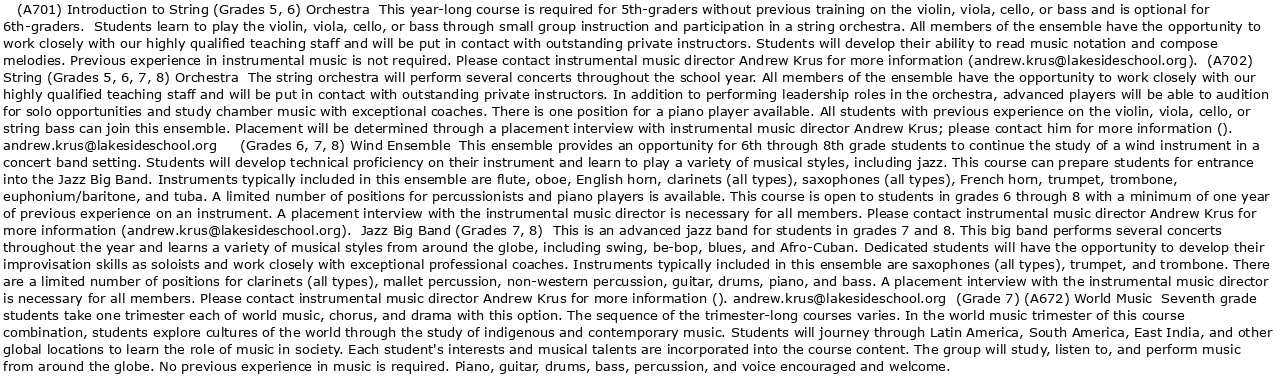 (A701) Introduction to String (Grades 5, 6) Orchestra  This year-long course is required for 5th-graders without previous training on the violin, viola, cello, or bass and is optional for
6th-graders.  Students learn to play the violin, viola, cello, or bass through small group instruction and participation in a string orchestra. All members of the ensemble have the opportunity to
work closely with our highly qualified teaching staff and will be put in contact with outstanding private instructors. Students will develop their ability to read music notation and compose
melodies. Previous experience in instrumental music is not required. Please contact instrumental music director Andrew Krus for more information (andrew.krus@lakesideschool.org).  (A702)
String (Grades 5, 6, 7, 8) Orchestra  The string orchestra will perform several concerts throughout the school year. All members of the ensemble have the opportunity to work closely with our
highly qualified teaching staff and will be put in contact with outstanding private instructors. In addition to performing leadership roles in the orchestra, advanced players will be able to audition
for solo opportunities and study chamber music with exceptional coaches. There is one position for a piano player available. All students with previous experience on the violin, viola, cello, or
string bass can join this ensemble. Placement will be determined through a placement interview with instrumental music director Andrew Krus; please contact him for more information ().
andrew.krus@lakesideschool.org     (Grades 6, 7, 8) Wind Ensemble  This ensemble provides an opportunity for 6th through 8th grade students to continue the study of a wind instrument in a
concert band setting. Students will develop technical proficiency on their instrument and learn to play a variety of musical styles, including jazz. This course can prepare students for entrance
into the Jazz Big Band. Instruments typically included in this ensemble are flute, oboe, English horn, clarinets (all types), saxophones (all types), French horn, trumpet, trombone,
euphonium/baritone, and tuba. A limited number of positions for percussionists and piano players is available. This course is open to students in grades 6 through 8 with a minimum of one year
of previous experience on an instrument. A placement interview with the instrumental music director is necessary for all members. Please contact instrumental music director Andrew Krus for
more information (andrew.krus@lakesideschool.org).  Jazz Big Band (Grades 7, 8)  This is an advanced jazz band for students in grades 7 and 8. This big band performs several concerts
throughout the year and learns a variety of musical styles from around the globe, including swing, be-bop, blues, and Afro-Cuban. Dedicated students will have the opportunity to develop their
improvisation skills as soloists and work closely with exceptional professional coaches. Instruments typically included in this ensemble are saxophones (all types), trumpet, and trombone. There
are a limited number of positions for clarinets (all types), mallet percussion, non-western percussion, guitar, drums, piano, and bass. A placement interview with the instrumental music director
is necessary for all members. Please contact instrumental music director Andrew Krus for more information (). andrew.krus@lakesideschool.org  (Grade 7) (A672) World Music  Seventh grade
students take one trimester each of world music, chorus, and drama with this option. The sequence of the trimester-long courses varies. In the world music trimester of this course
combination, students explore cultures of the world through the study of indigenous and contemporary music. Students will journey through Latin America, South America, East India, and other
global locations to learn the role of music in society. Each student's interests and musical talents are incorporated into the course content. The group will study, listen to, and perform music
from around the globe. No previous experience in music is required. Piano, guitar, drums, bass, percussion, and voice encouraged and welcome.